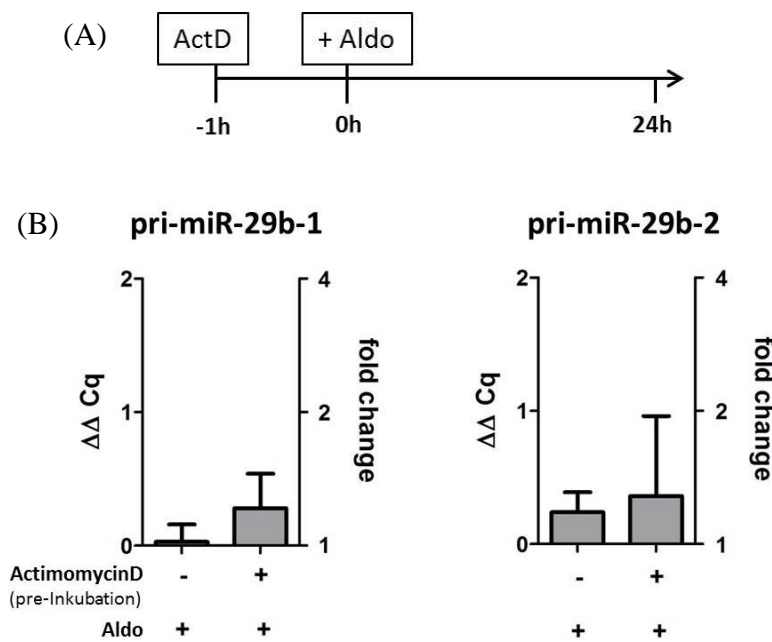 (A)
ActD
+ Aldo
-1h
0h
24h
(B)
pri-miR-29b-1
pri-miR-29b-2
2
1
0
ΔΔ Cq
4
2
1
fold change
2
1
0
ΔΔ Cq
4
2
1
fold change
ActimomycinD - + - +
(pre-Inkubation)
Aldo + + + +